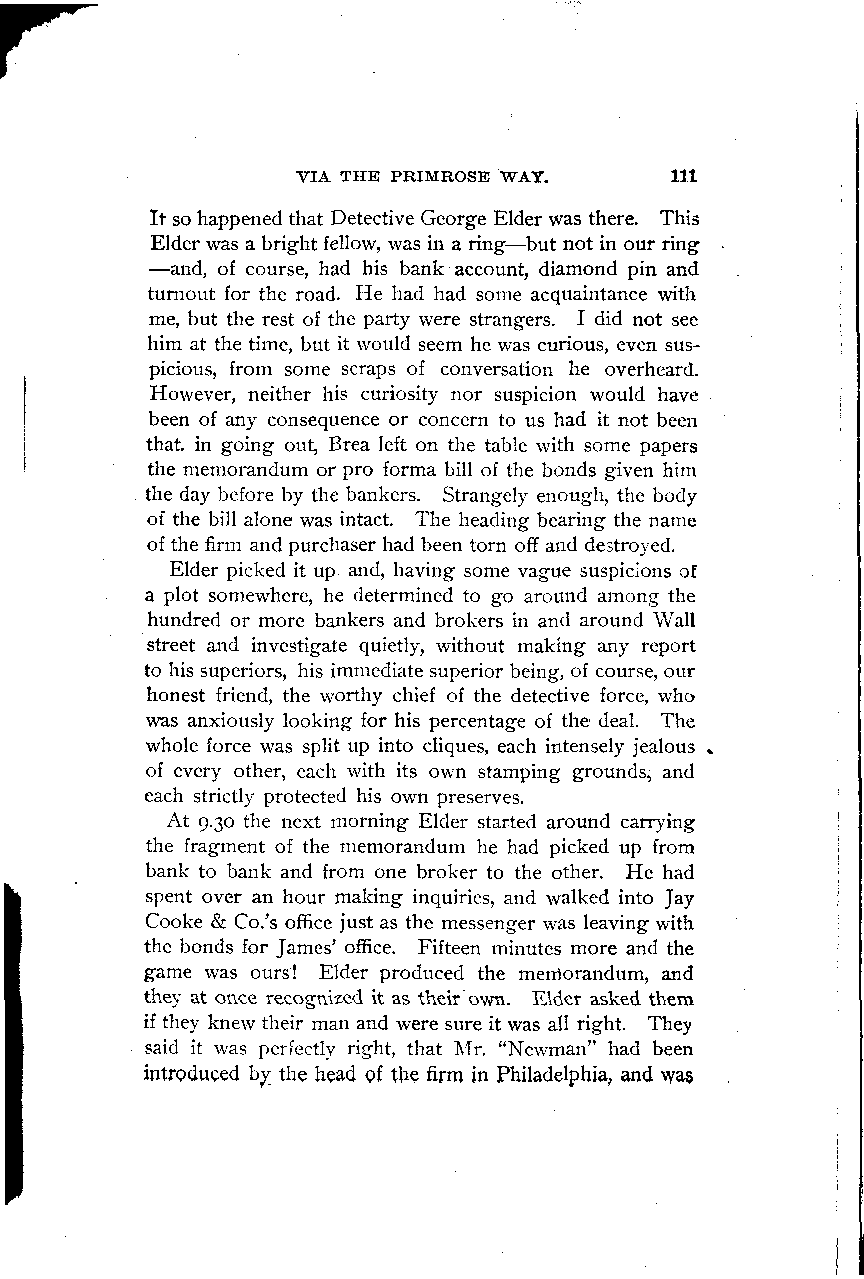 VIA THE PRIMROSE WAY. 111
It so happened that Detective George Elder was there. This
Elder was a bright fellow, was in a ring—but not in our ring
—and, of course, had his bank account, diamond pin and
turnout for the road. He had had some acquaintance with
me, but the rest of the party were strangers. I did not see
him at the time, but it would seem he was curious, even sus-
picious, from some scraps of conversation he overheard.
However, neither his curiosity nor suspicion would have
been of any consequence or concern to us had it not been
that in going out, Brea left on the table with some papers
the memorandum or pro forma bill of the bonds given him
the day before by the bankers. Strangely enough, the body
of the bill alone was intact. The heading bearing the name
of the firm and purchaser had been torn off and destroyed.
Elder picked it up and, having some vague suspicions of
a plot somewhere, he determined to go around among the
hundred or more bankers and brokers in and around Wall
street and investigate quietly, without making any report
to his superiors, his immediate superior being, of course, our
honest friend, the worthy chief of the detective force, who
was anxiously looking for his percentage of the deal. The
whole force was split up into cliques, each intensely jealous
of every other, each with its own stamping grounds, and
each strictly protected his own preserves.
At 9.30 the next morning Elder started around carrying
the fragment of the memorandum he had picked up from
bank to bank and from one broker to the other. He had
spent over an hour making inquiries, and walked into Jay
Cooke & Co.'s office just as the messenger was leaving with
the bonds for James' office. Fifteen minutes more and the
game was ours! Elder produced the memorandum, and
they at once recognized it as their own. Elder asked them
if they knew their man and were sure it was all right. They
said it was perfectly right, that Mr. "Newman" had been
introduced by the head of the firm in Philadelphia, and was